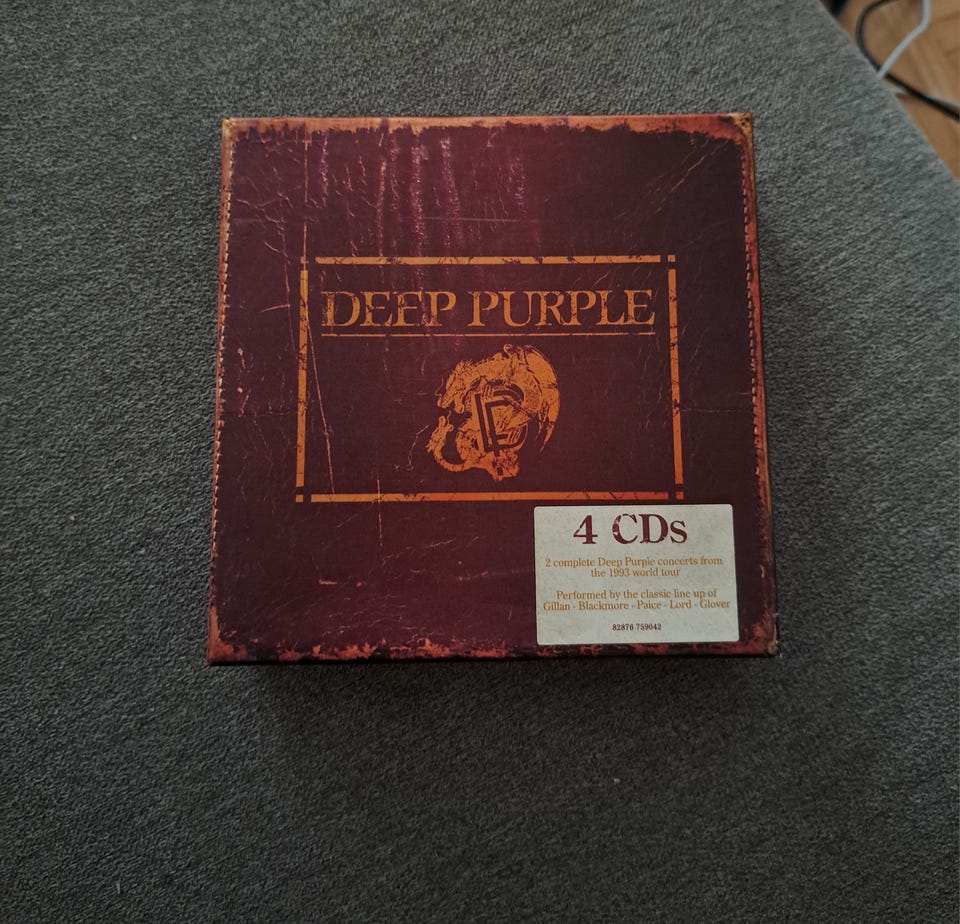 DEEP PURPLE
DP
4 CDs
2 complete Deep Purple concerts from
the 1993 world tour
Performed by the classic line up of
Gillan - Blackmore - Paice - Lord - Glover
82876 759042